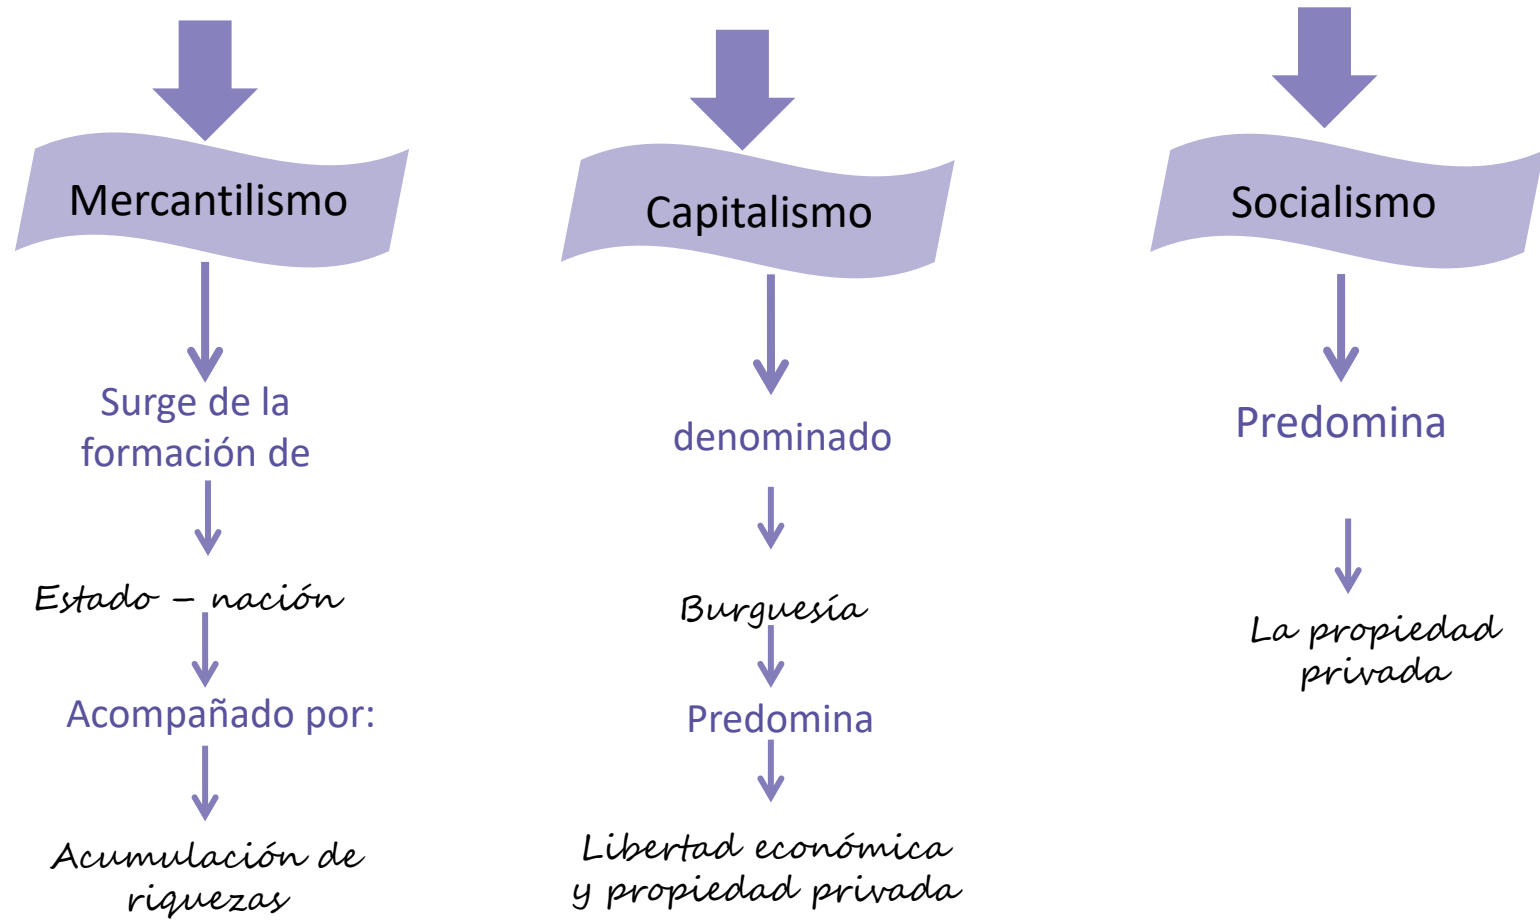 Mercantilismo
Surge de la
formación de
Estado – nación
Acompañado por:
Acumulación de
riquezas
Capitalismo
denominado
Burguesía
Predomina
Libertad económica
y propiedad privada
Socialismo
Predomina
La propiedad
privada